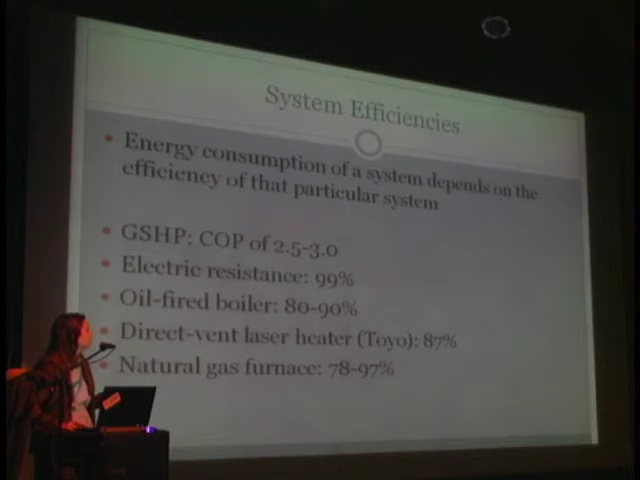 System Efficiencies
Energy consumption of a system depends on the
efficiency of that particular system
GSHP: COP of 2.5-3.0
Electric resistance: 99%
Oil-fired boiler: 80-90%
Direct-vent laser heater (Toyo): 87%
Natural gas furnace: 78-97%